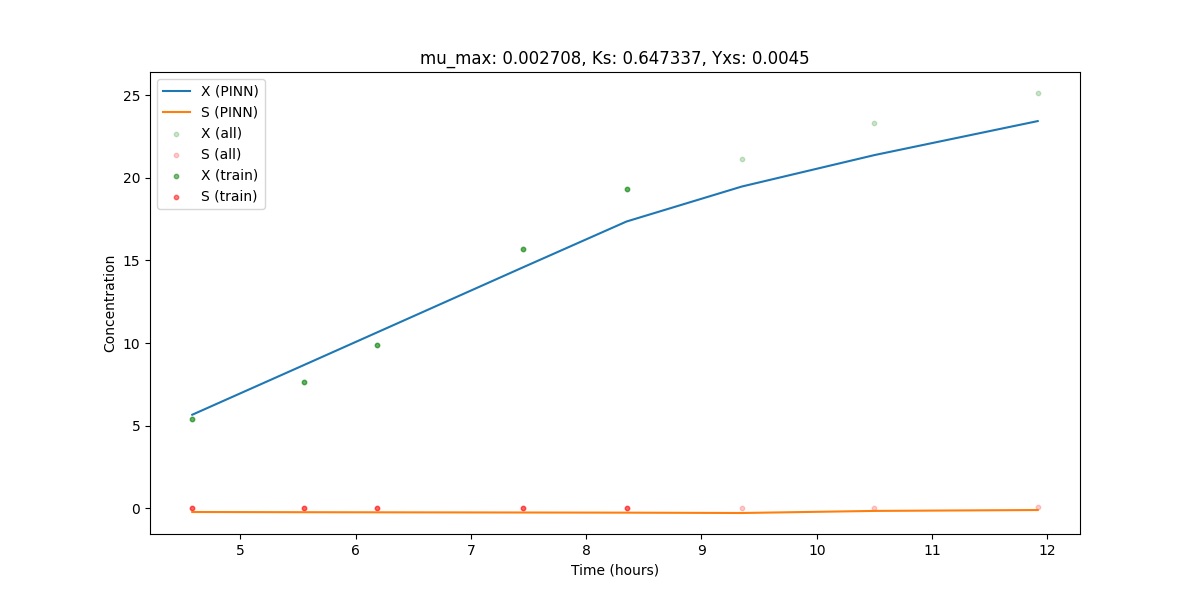 mu_max: 0.002708, Ks: 0.647337, Yxs: 0.0045
X (PINN)
S (PINN)
X (all)
S (all)
X (train)
S (train)
25
20
15
10
5
0
Concentration
5 6 7 8 9 10 11 12
Time (hours)